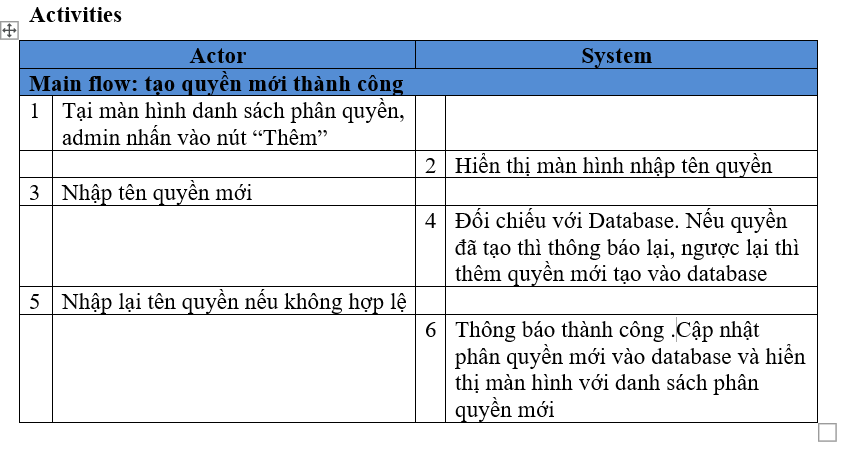 Activities
Actor System
Main flow: tạo quyền mới thành công
1 Tại màn hình danh sách phân quyền,
admin nhấn vào nút “Thêm”
2 Hiển thị màn hình nhập tên quyền
3 Nhập tên quyền mới
4 Đối chiếu với Database. Nếu quyền
đã tạo thì thông báo lại, ngược lại thì
thêm quyền mới tạo vào database
5 Nhập lại tên quyền nếu không hợp lệ
6 Thông báo thành công .Cập nhật
phân quyền mới vào database và hiển
thị màn hình với danh sách phân
quyền mới